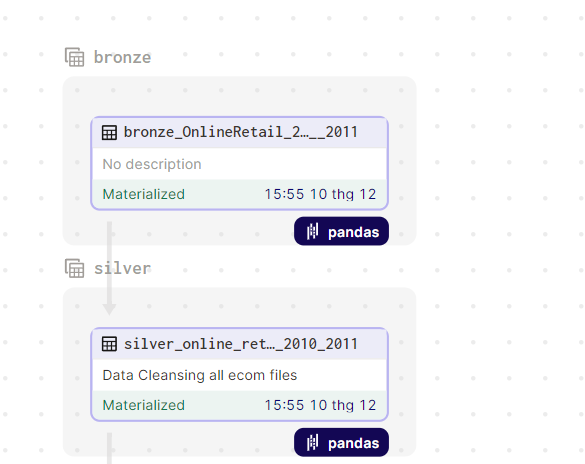 bronze
bronze_OnlineRetail_2…__2011
No description
Materialized 15:55 10 thg 12
pandas
silver
silver_online_ret…_2010_2011
Data Cleansing all ecom files
Materialized 15:55 10 thg 12
pandas